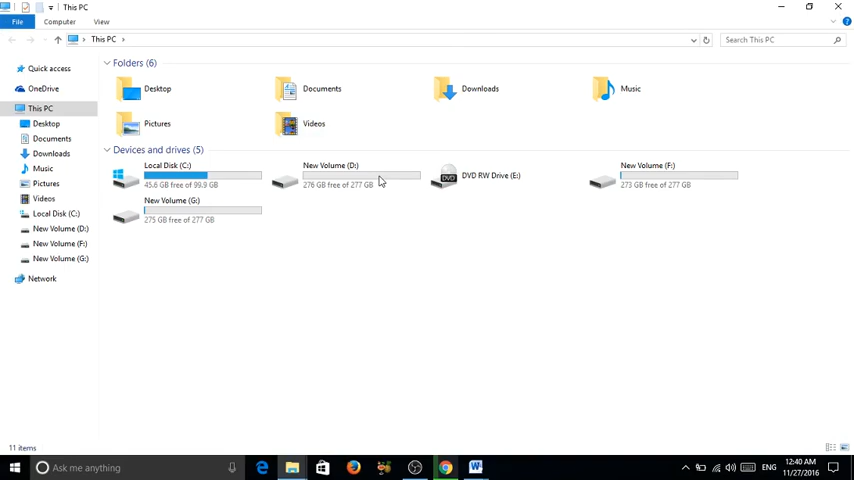 This PC
File Computer View
This PC
Search This PC
Quick access
OneDrive
This PC
Desktop
Documents
Downloads
Music
Pictures
Videos
Local Disk (C:)
New Volume (D:)
New Volume (F:)
New Volume (G:)
Network
Folders (6)
Desktop
Documents
Downloads
Music
Pictures
Videos
Devices and drives (5)
Local Disk (C:)
45.6 GB free of 99.9 GB
New Volume (D:)
276 GB free of 277 GB
DVD
DVD RW Drive (E:)
New Volume (F:)
273 GB free of 277 GB
New Volume (G:)
275 GB free of 277 GB
11 items
Ask me anything
ENG
12:40 AM
11/27/2016